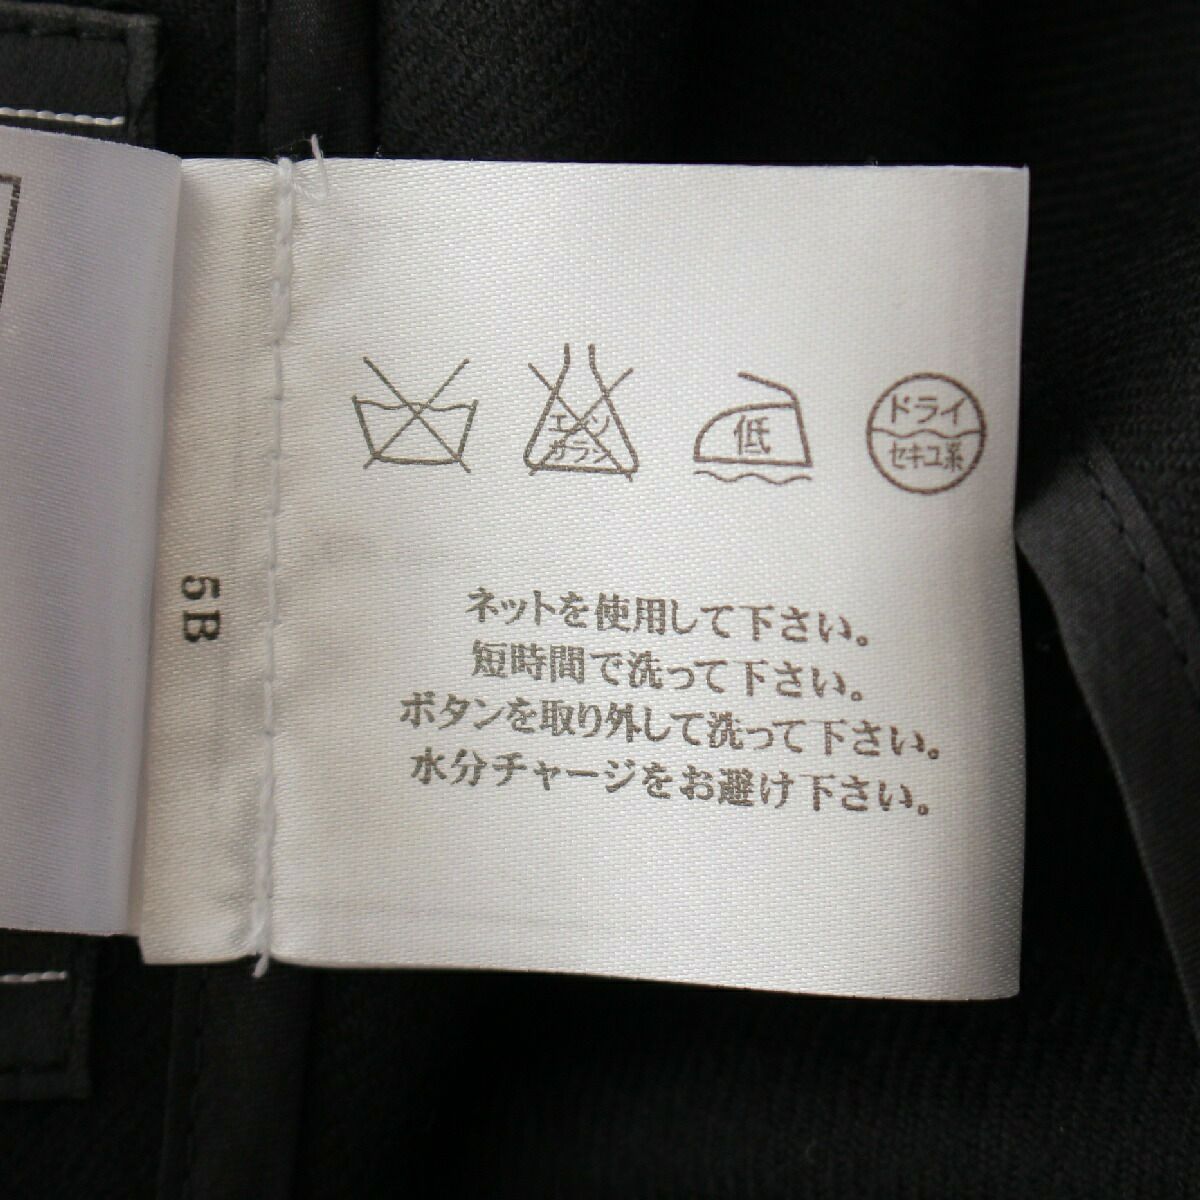 エンソ
サラシ
低
ドライ
セキユ系
5B
ネットを使用して下さい。
短時間で洗って下さい。
ボタンを取り外して洗って下さい。
水分チャージをお避け下さい。